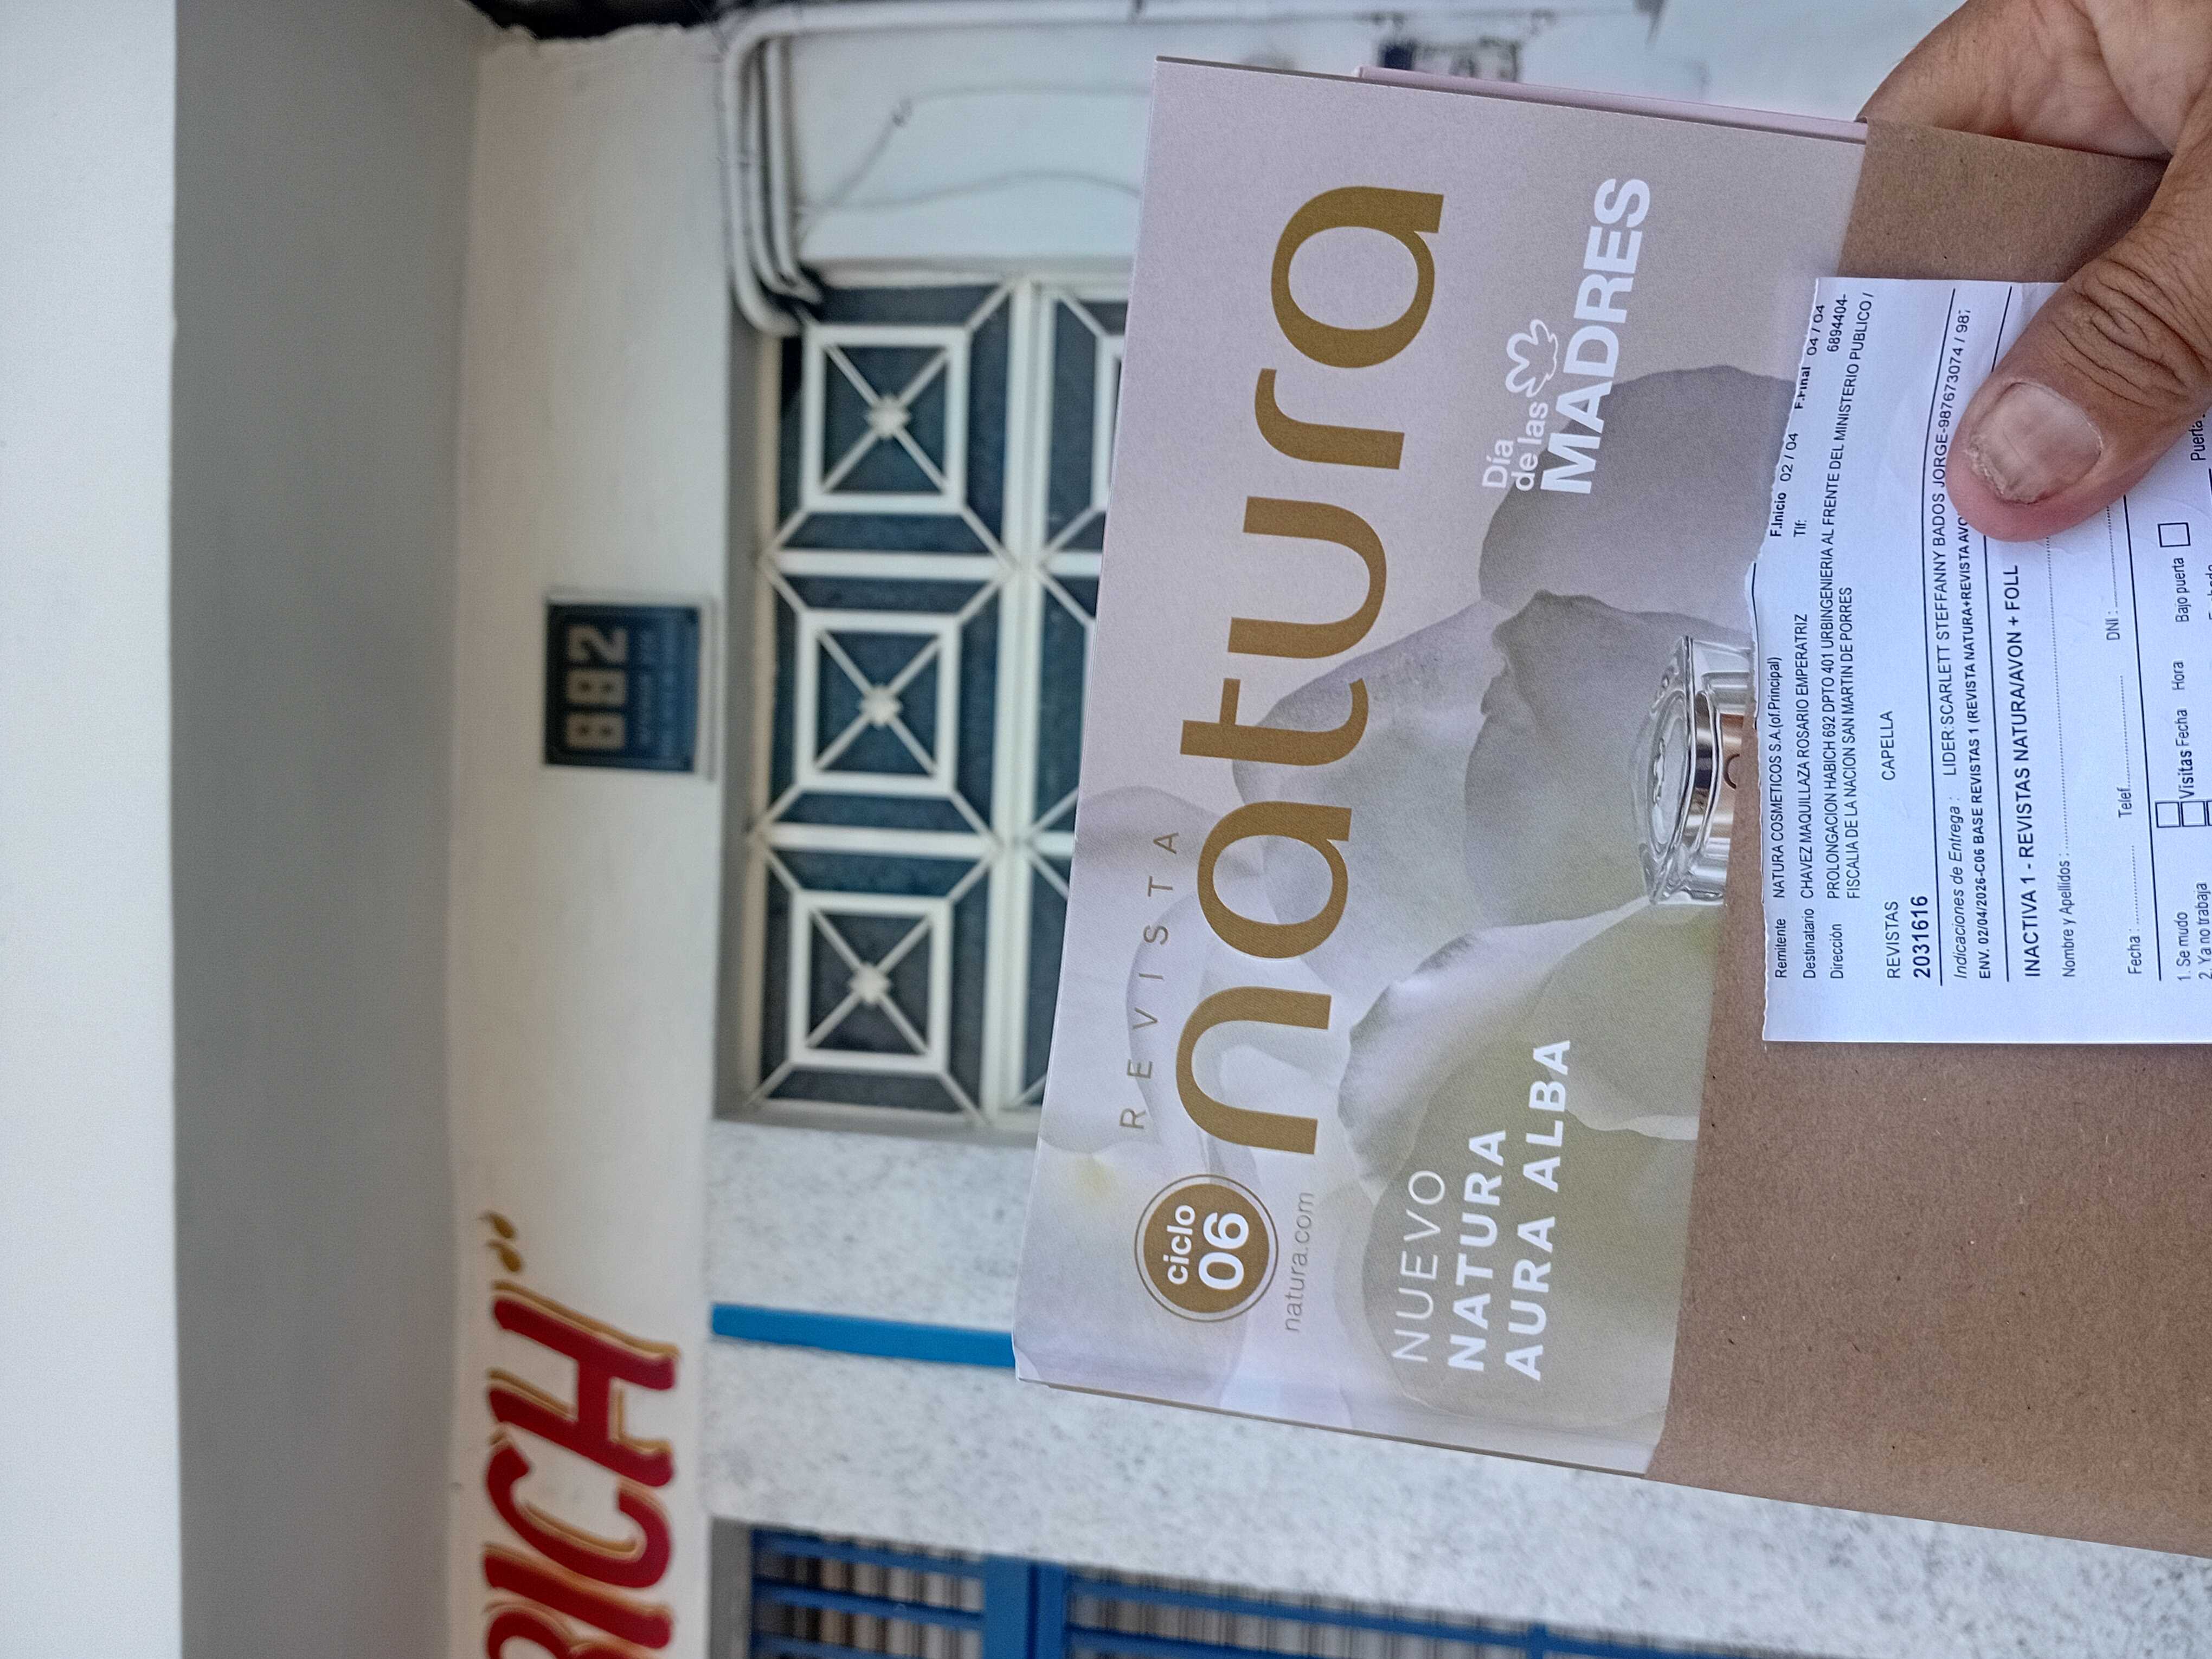 BICH
882
REVISTA
ciclo
06
natura
natura.com
Día
de las
MADRES
NUEVO
NATURA
AURA ALBA
Remitente NATURA COSMETICOS S.A.(of.Principal) F.Inicio 02 / 04 F.Final 04 / 04
Destinatario CHAVEZ MAQUILLAZA ROSARIO EMPERATRIZ Tlf: 6894404-
Dirección PROLONGACION HABICH 692 DPTO 401 URBINGENIERIA AL FRENTE DEL MINISTERIO PUBLICO /
FISCALIA DE LA NACION SAN MARTIN DE PORRES
REVISTAS CAPELLA
2031616
Indicaciones de Entrega : LIDER:SCARLETT STEFFANNY BADOS JORGE-987673074 / 987
ENV. 02/04/2026-C06 BASE REVISTAS 1 (REVISTA NATURA+REVISTA AVO
INACTIVA 1 - REVISTAS NATURA/AVON + FOLL
Nombre y Apellidos :
Fecha : Telef. DNI :
Visitas Fecha Hora Bajo puerta
1. Se mudo Puerta
2. Ya no trabaja